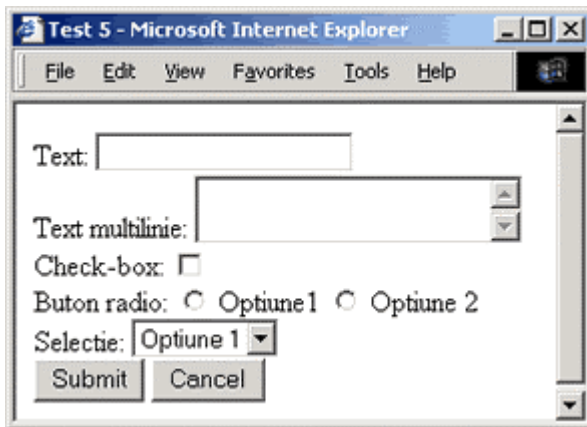 Test 5 - Microsoft Internet Explorer
File Edit View Favorites Tools Help
Text:
Text multilinie:
Check-box:
Buton radio: Optiune1 Optiune 2
Selectie: Optiune 1
Submit Cancel